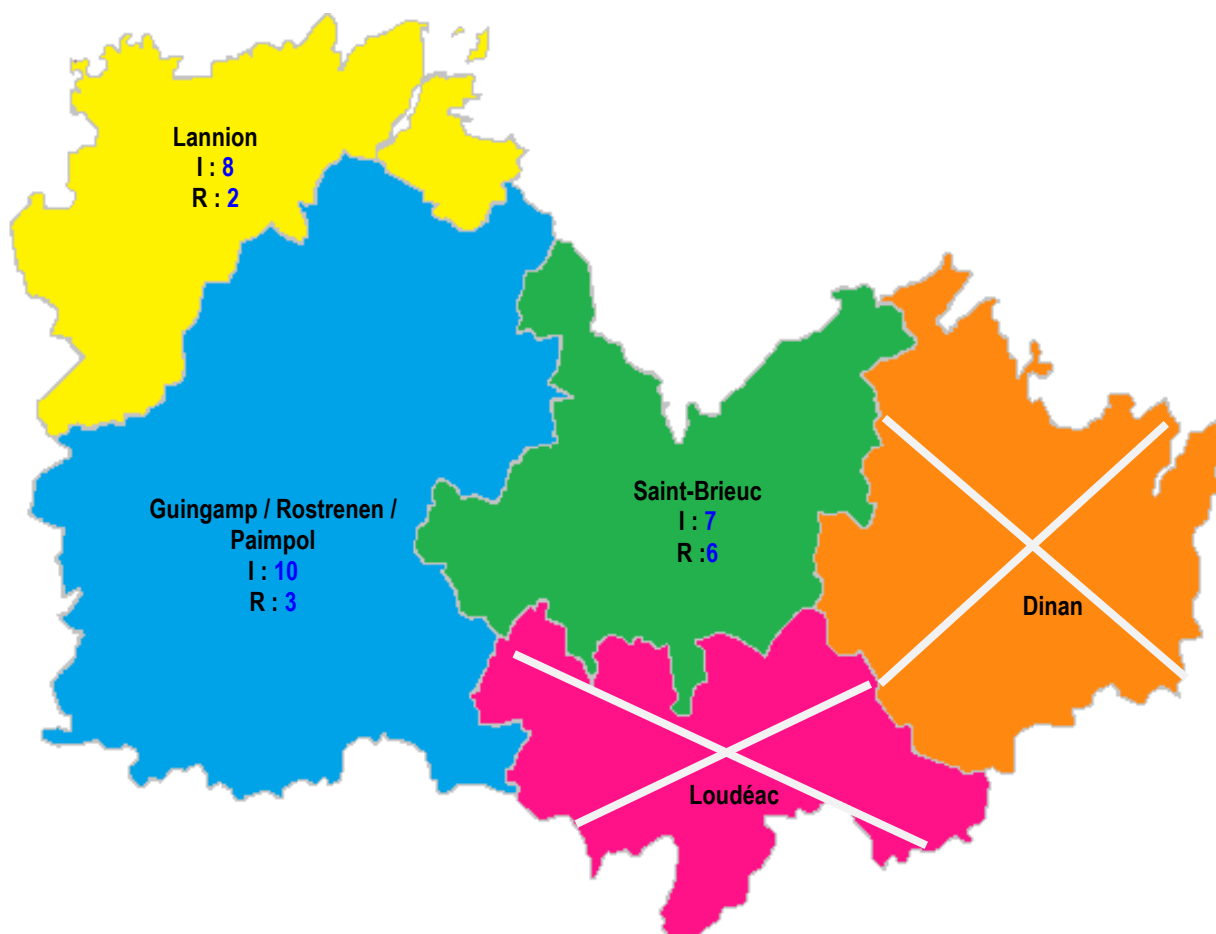 Lannion
I : 8
R : 2
Guingamp / Rostrenen /
Paimpol
I : 10
R : 3
Saint-Brieuc
I : 7
R :6
Dinan
Loudéac